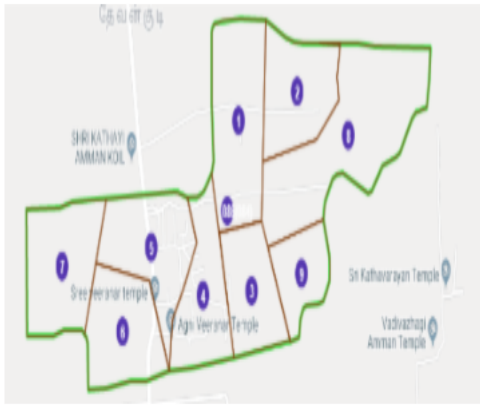 தேவன்குடி
1
2
8
SHRI KATHAYI
AMMAN KOIL
7
5
Sree veeranar temple
4
3
9
6
Agni Veeranar Temple
Sri Kathavarayan Temple
Vadivazhagi
Amman Temple